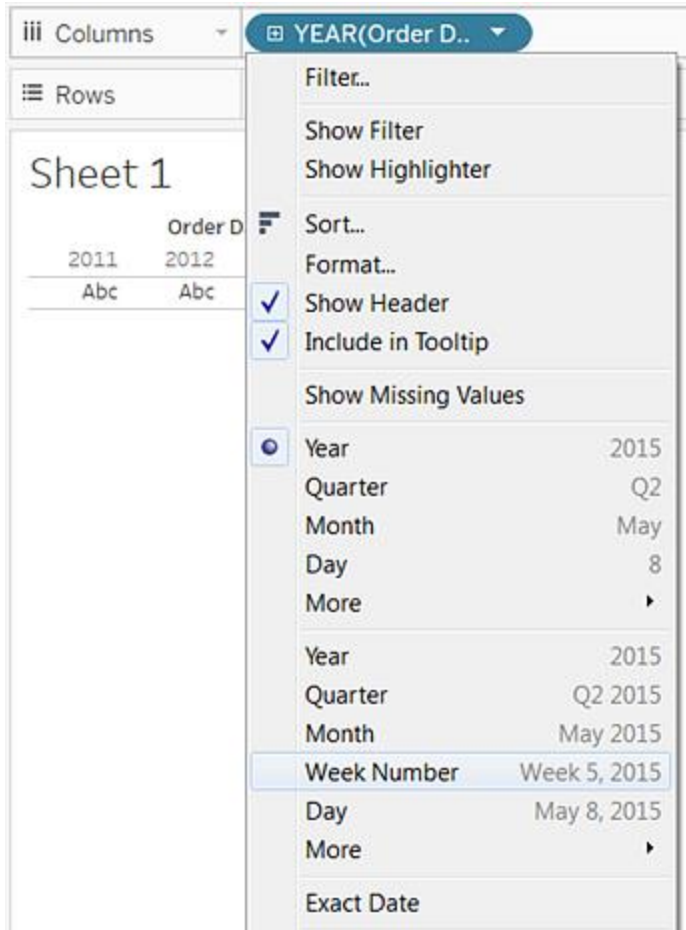 Columns YEAR(Order D..
Rows
Sheet 1
Order D
2011 2012
Abc Abc
Filter...
Show Filter
Show Highlighter
Sort...
Format...
Show Header
Include in Tooltip
Show Missing Values
Year 2015
Quarter Q2
Month May
Day 8
More
Year 2015
Quarter Q2 2015
Month May 2015
Week Number Week 5, 2015
Day May 8, 2015
More
Exact Date